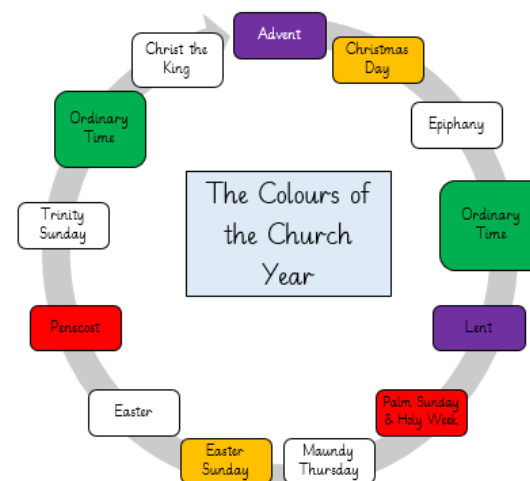 Advent
Christmas
Day
Epiphany
Ordinary
Time
Lent
Palm Sunday
& Holy Week
Maundy
Thursday
Easter
Sunday
Easter
Penecost
Trinity
Sunday
Ordinary
Time
Christ the
King
The Colours of
the Church
Year